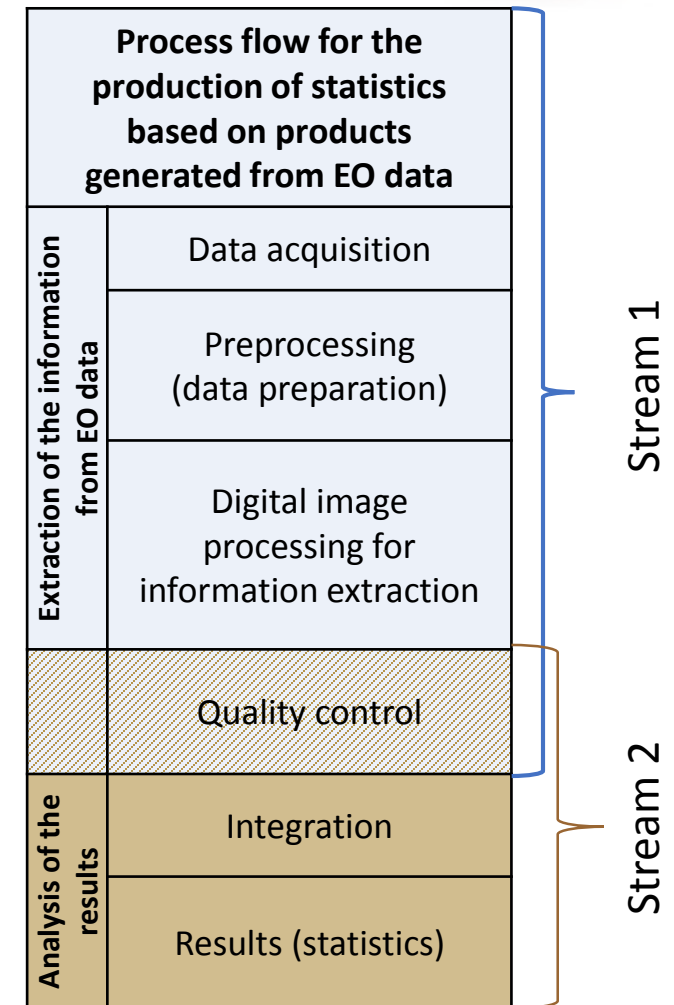 Process flow for the
production of statistics
based on products
generated from EO data
Extraction of the information
from EO data
Data acquisition
Preprocessing
(data preparation)
Digital image
processing for
information extraction
Quality control
Analysis of the
results
Integration
Results (statistics)
Stream 1
Stream 2